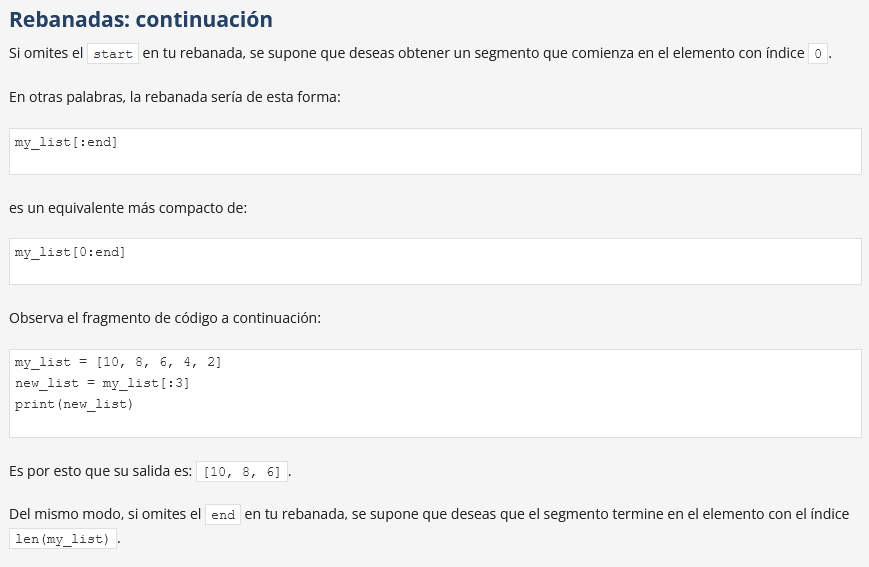 Rebanadas: continuación
Si omites el start en tu rebanada, se supone que deseas obtener un segmento que comienza en el elemento con índice 0.
En otras palabras, la rebanada sería de esta forma:
my_list[:end]
es un equivalente más compacto de:
my_list[0:end]
Observa el fragmento de código a continuación:
my_list = [10, 8, 6, 4, 2]
new_list = my_list[:3]
print(new_list)
Es por esto que su salida es: [10, 8, 6].
Del mismo modo, si omites el end en tu rebanada, se supone que deseas que el segmento termine en el elemento con el índice
len(my_list).